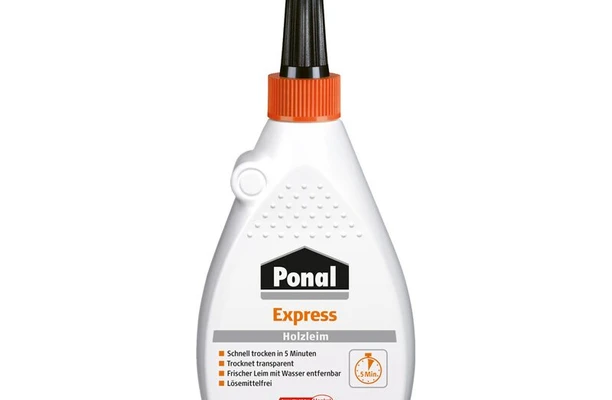 Ponal
Express
Holzleim
Schnell trocken in 5 Minuten
Trocknet transparent
Frischer Leim mit Wasser entfernbar
Lösemittelfrei
5 Min.